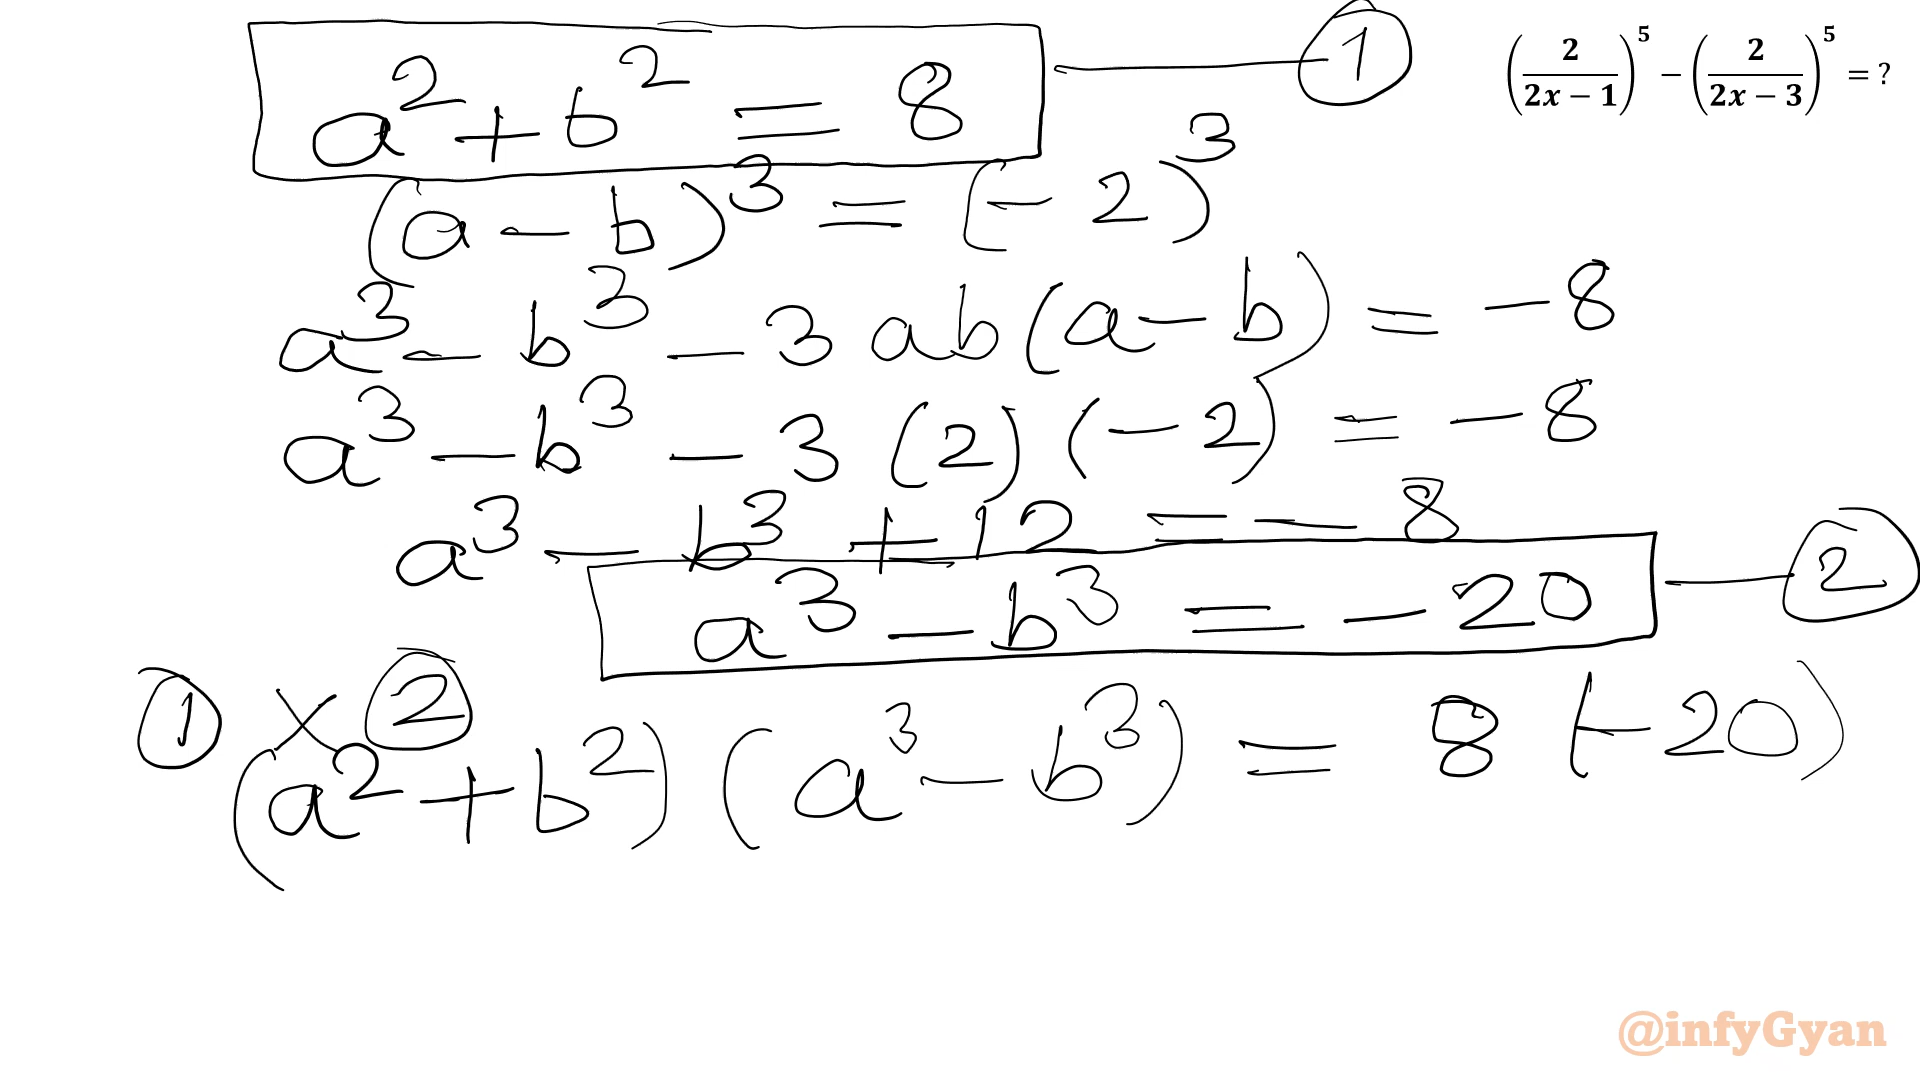 a² + b² = 8 —— ①
(2/(2x − 1))⁵ − (2/(2x − 3))⁵ = ?
(a − b)³ = (−2)³
a³ − b³ − 3ab(a − b) = −8
a³ − b³ − 3(2)(−2) = −8
a³ − b³ + 12 = −8
a³ − b³ = −20 —— ②
① × ②
(a² + b²)(a³ − b³) = 8(−20)
@infyGyan